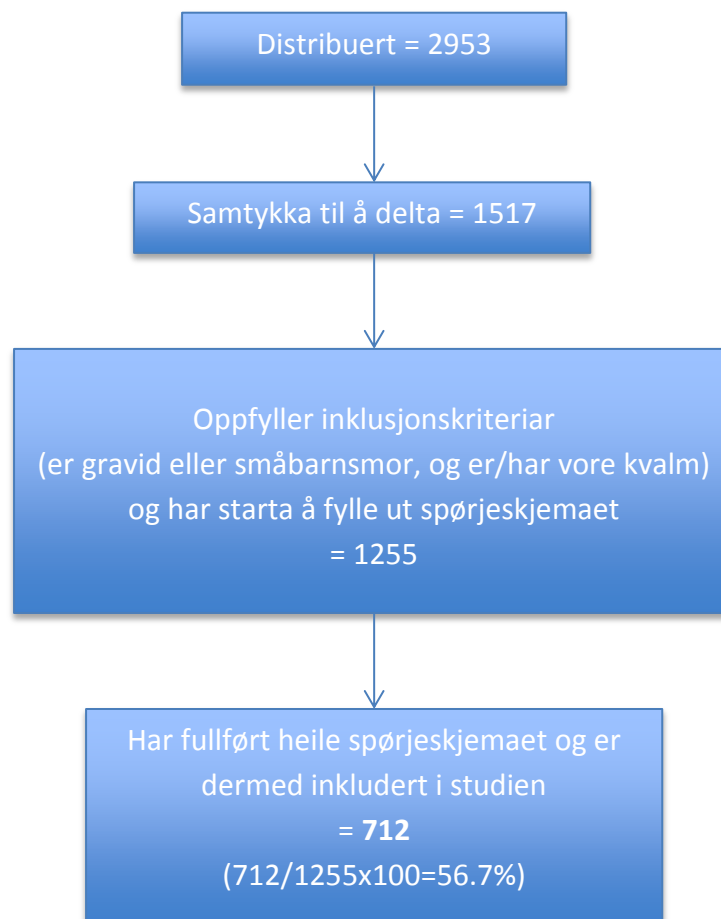 Distribuert = 2953
Samtykka til å delta = 1517
Oppfyller inklusjonskriteriar
(er gravid eller småbarnsmor, og er/har vore kvalm)
og har starta å fylle ut spørjeskjemaet
= 1255
Har fullført heile spørjeskjemaet og er
dermed inkludert i studien
= 712
(712/1255x100=56.7%)